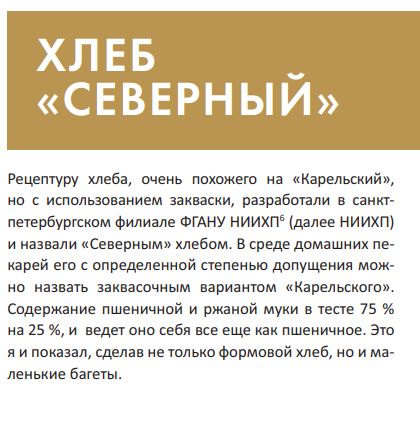 ХЛЕБ
«СЕВЕРНЫЙ»
Рецептуру хлеба, очень похожего на «Карельский»,
но с использованием закваски, разработали в санкт-
петербургском филиале ФГАНУ НИИХП⁶ (далее НИИХП)
и назвали «Северным» хлебом. В среде домашних пе-
карей его с определенной степенью допущения мож-
но назвать заквасочным вариантом «Карельского».
Содержание пшеничной и ржаной муки в тесте 75 %
на 25 %, и ведет оно себя все еще как пшеничное. Это
я и показал, сделав не только формовой хлеб, но и ма-
ленькие багеты.